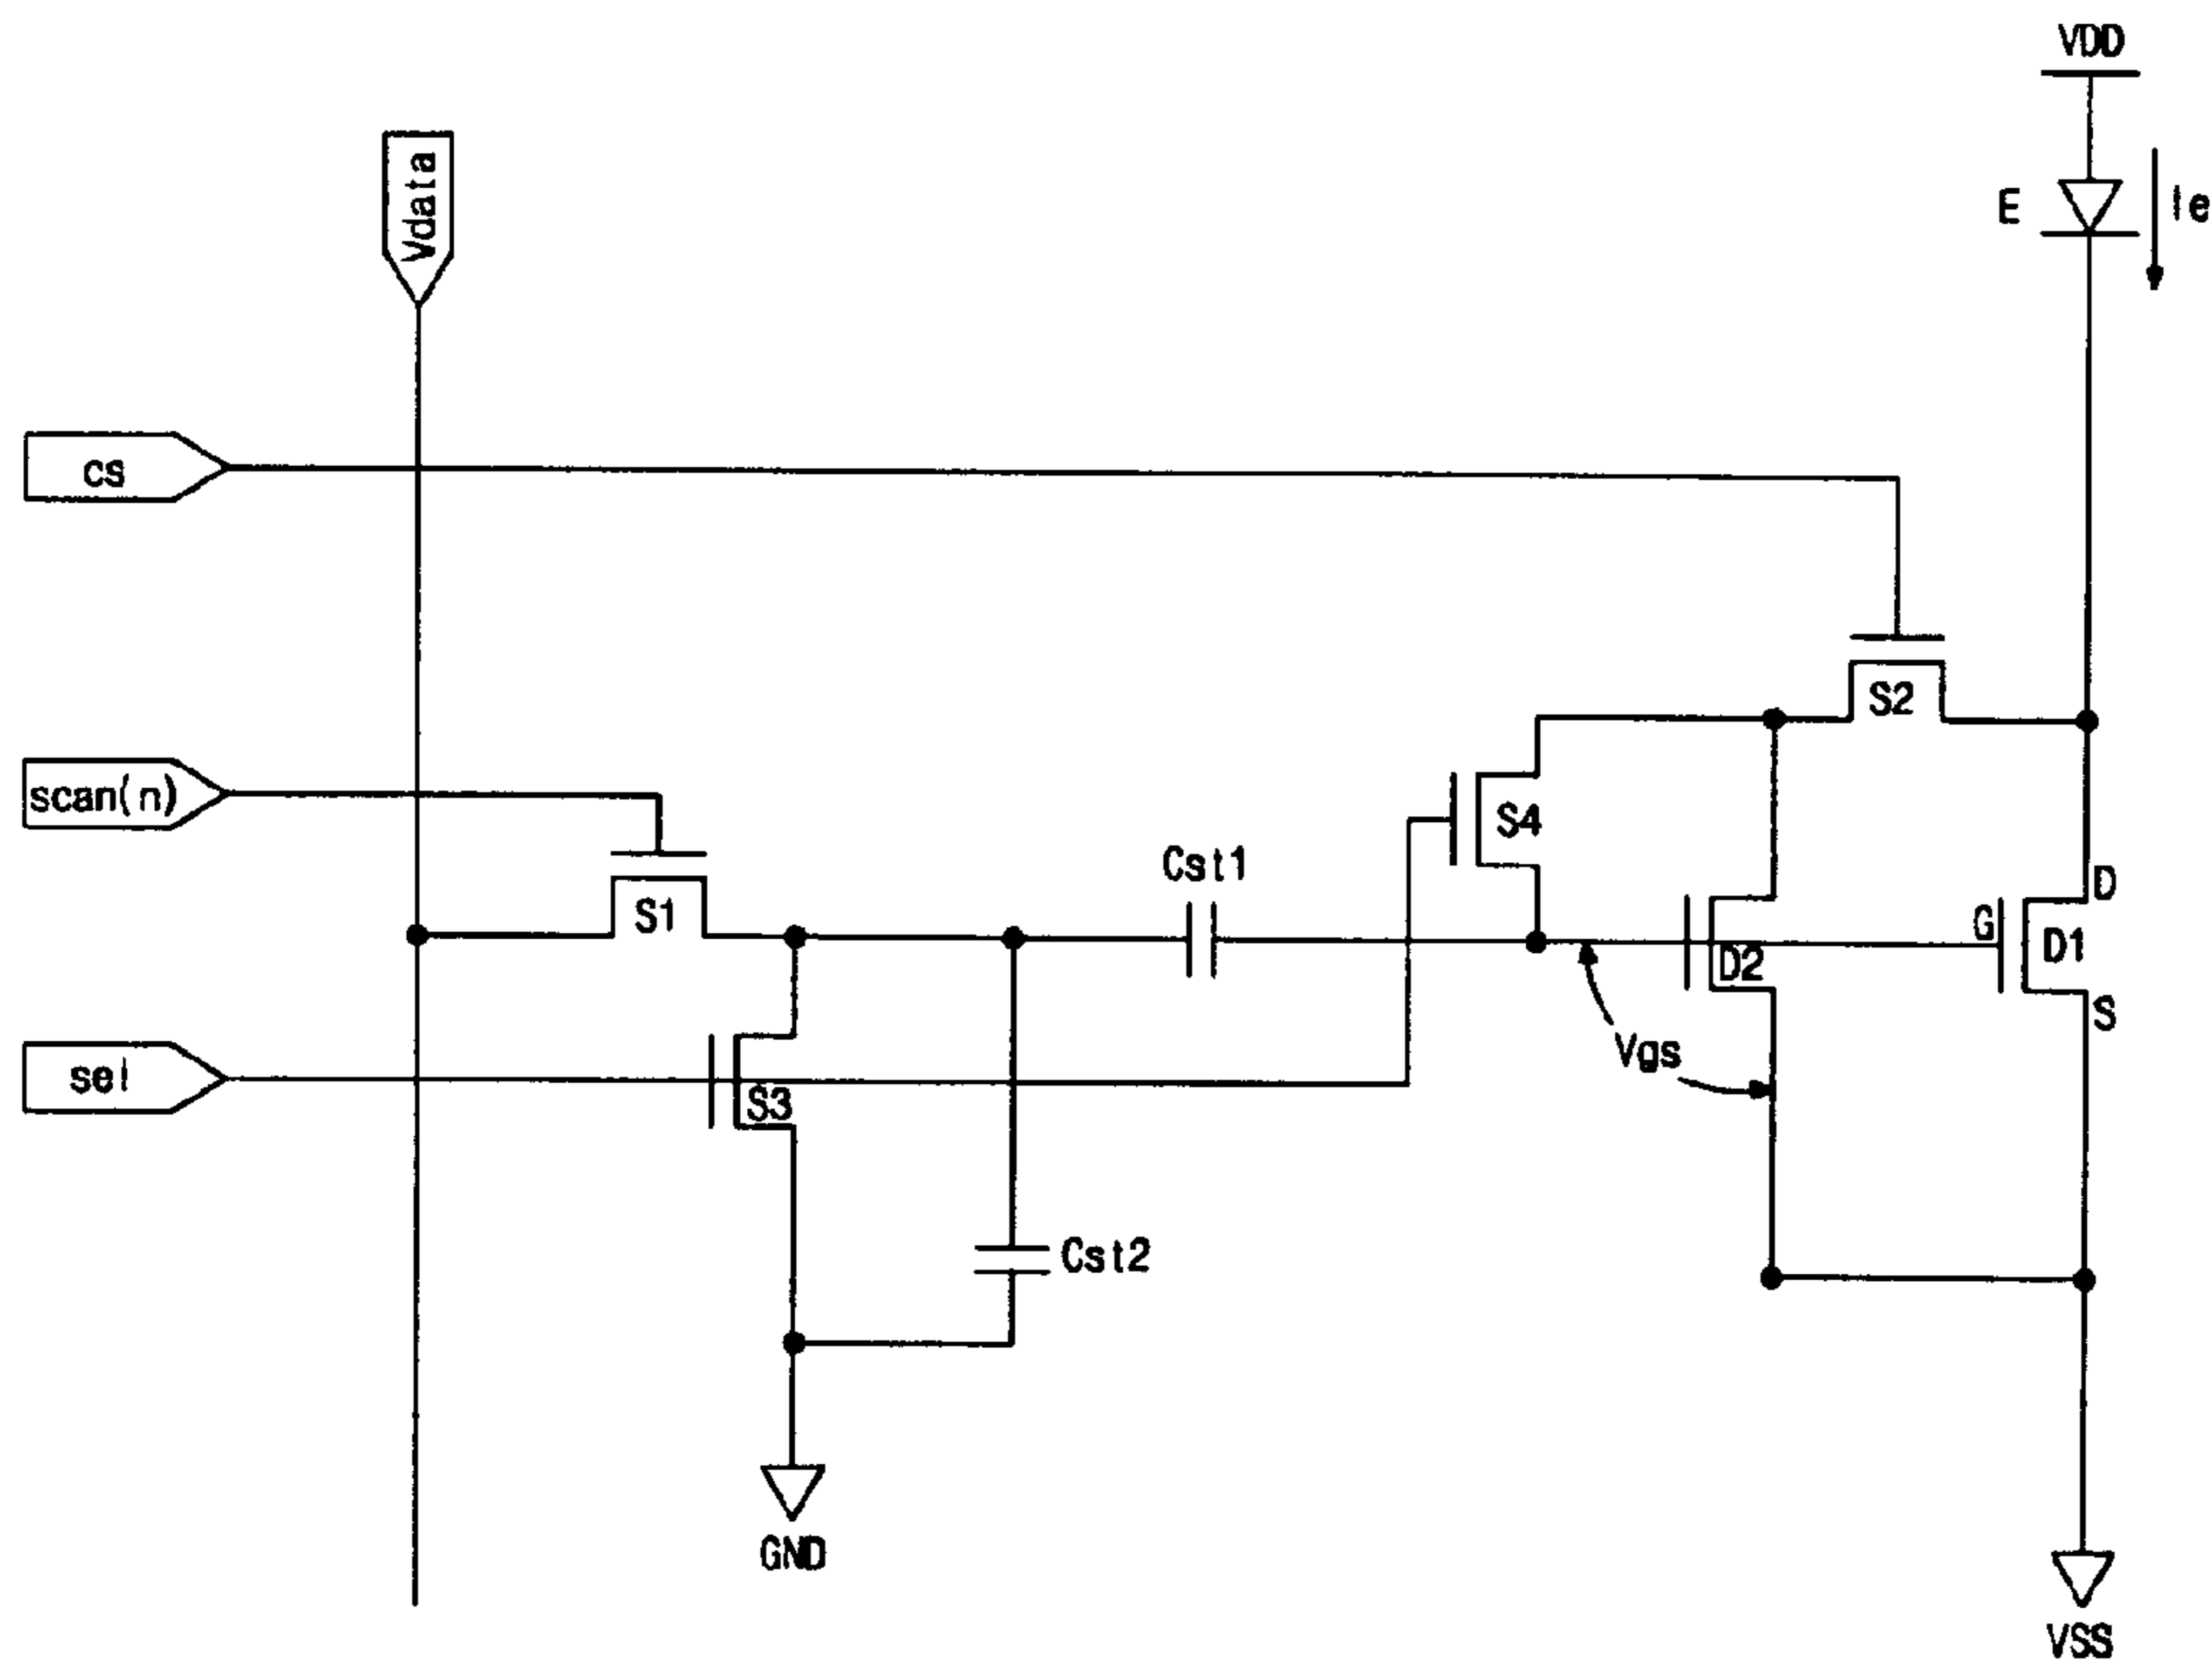 VDD
Vdata
E
Ie
cs
S2
scan(n)
S4
Cst1
D
S1
G
D1
D2
S
Vgs
sel
S3
Cst2
GND
VSS